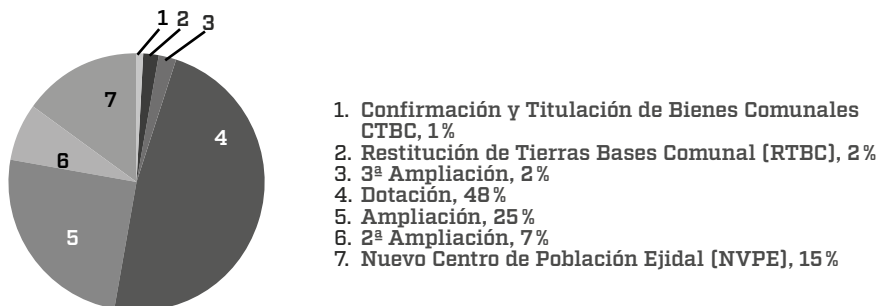 1 2 3
7
4
6
5
1. Confirmación y Titulación de Bienes Comunales
CTBC, 1%
2. Restitución de Tierras Bases Comunal (RTBC), 2%
3. 3ª Ampliación, 2%
4. Dotación, 48%
5. Ampliación, 25%
6. 2ª Ampliación, 7%
7. Nuevo Centro de Población Ejidal (NVPE), 15%